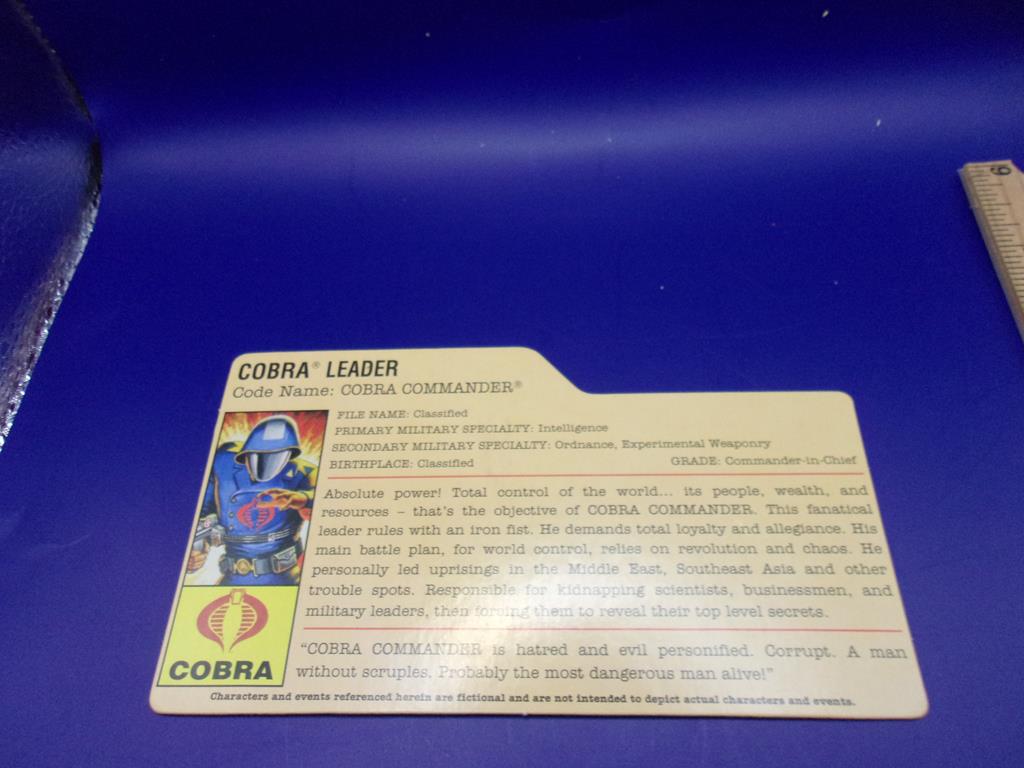 COBRA® LEADER
Code Name: COBRA COMMANDER®
FILE NAME: Classified
PRIMARY MILITARY SPECIALTY: Intelligence
SECONDARY MILITARY SPECIALTY: Ordnance, Experimental Weaponry
BIRTHPLACE: Classified GRADE: Commander-in-Chief
Absolute power! Total control of the world... its people, wealth, and
resources – that's the objective of COBRA COMMANDER. This fanatical
leader rules with an iron fist. He demands total loyalty and allegiance. His
main battle plan, for world control, relies on revolution and chaos. He
personally led uprisings in the Middle East, Southeast Asia and other
trouble spots. Responsible for kidnapping scientists, businessmen, and
military leaders, then forcing them to reveal their top level secrets.
COBRA
"COBRA COMMANDER is hatred and evil personified. Corrupt. A man
without scruples. Probably the most dangerous man alive!"
Characters and events referenced herein are fictional and are not intended to depict actual characters and events.